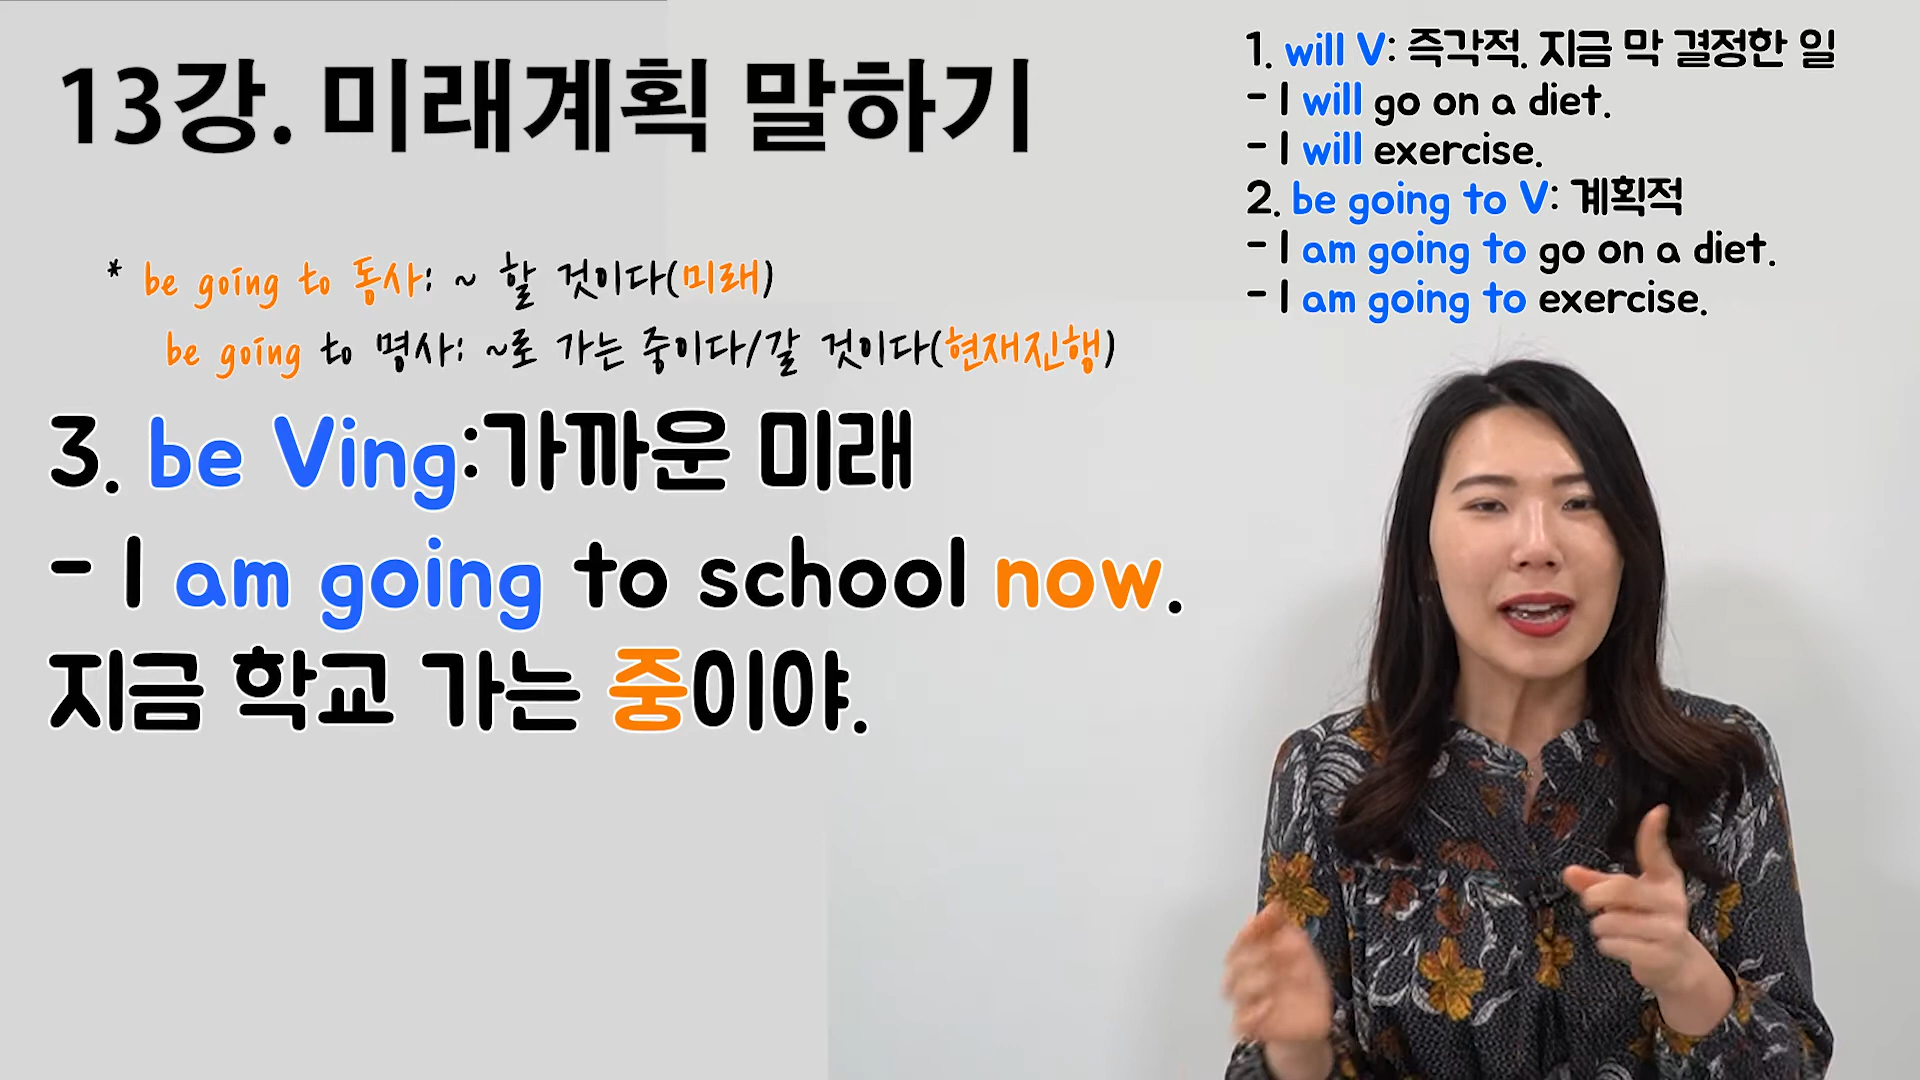 13강. 미래계획 말하기
1. will V: 즉각적. 지금 막 결정한 일
- I will go on a diet.
- I will exercise.
2. be going to V: 계획적
- I am going to go on a diet.
- I am going to exercise.
* be going to 동사: ~ 할 것이다(미래)
be going to 명사: ~로 가는 중이다/갈 것이다(현재진행)
3. be Ving:가까운 미래
- I am going to school now.
지금 학교 가는 중이야.